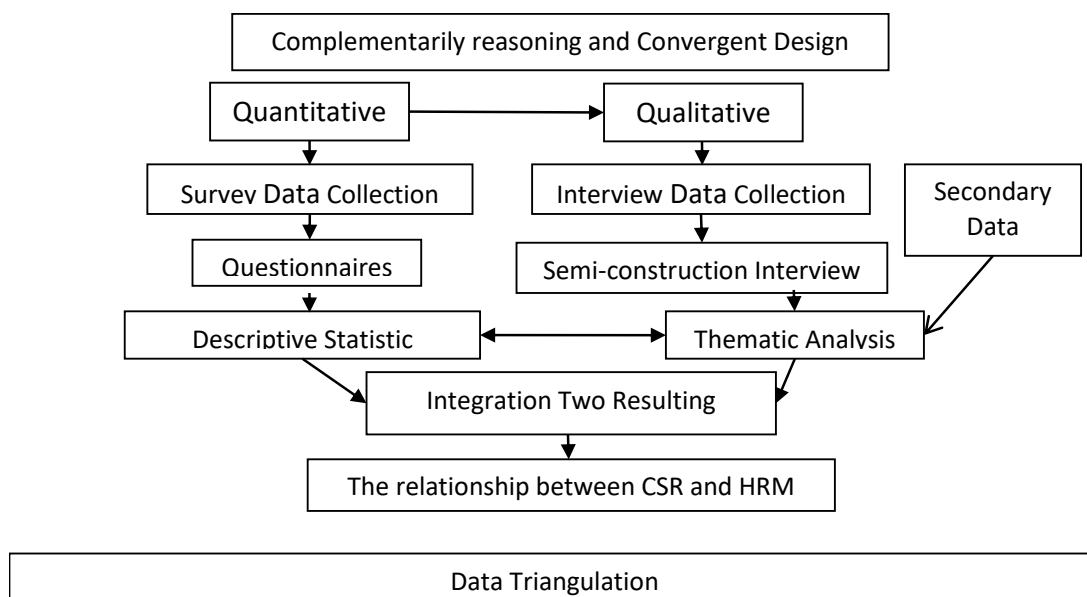 Complementarily reasoning and Convergent Design
Quantitative
Qualitative
Survey Data Collection
Interview Data Collection
Secondary
Data
Questionnaires
Semi-construction Interview
Descriptive Statistic
Thematic Analysis
Integration Two Resulting
The relationship between CSR and HRM
Data Triangulation